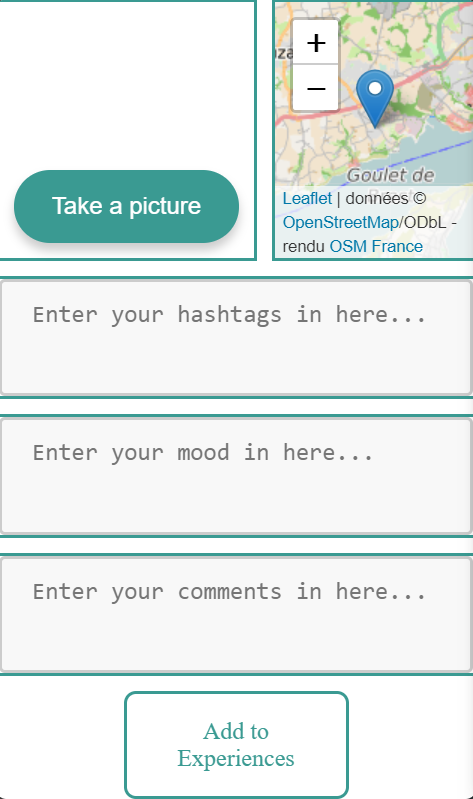 Take a picture
+
−
Goulet de
Leaflet | données ©
OpenStreetMap/ODbL -
rendu OSM France
Enter your hashtags in here...
Enter your mood in here...
Enter your comments in here...
Add to
Experiences